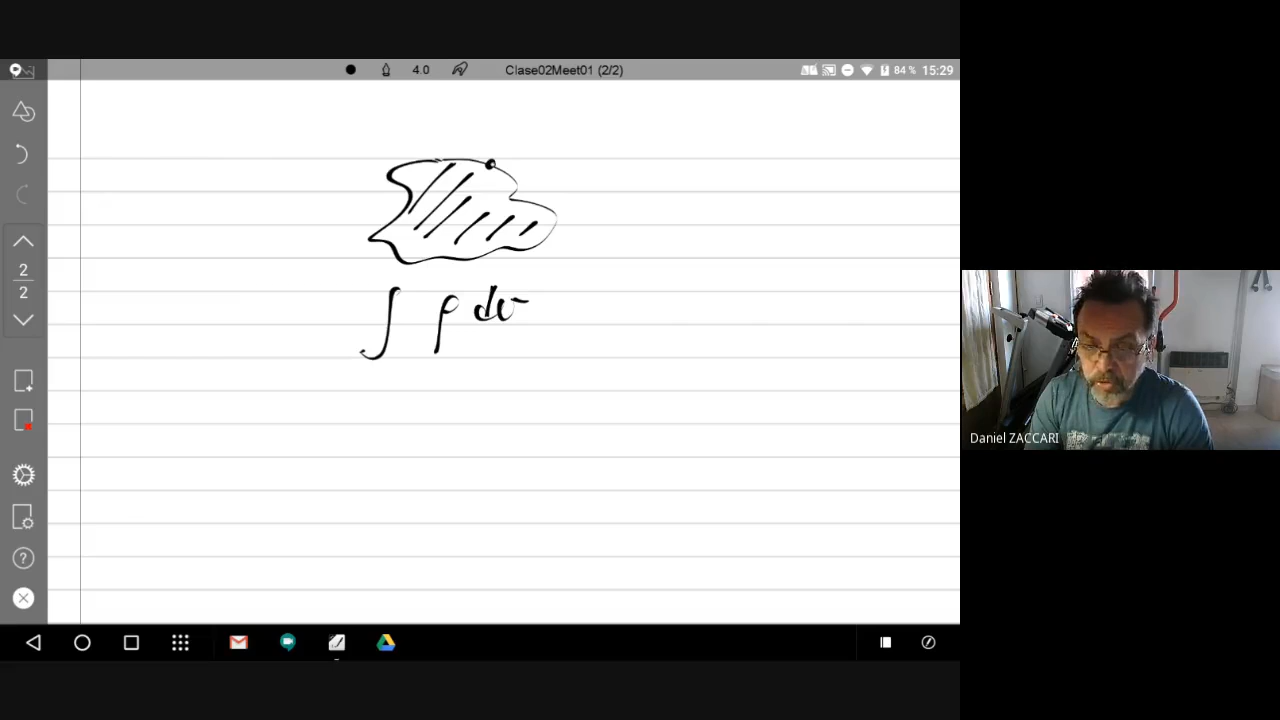 4.0 Clase02Meet01 (2/2) 84 % 15:29
2
2
∫ ρ dv
Daniel ZACCARI